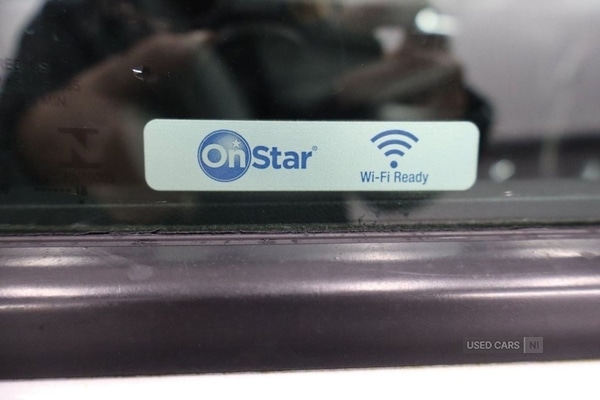 OnStar®
Wi-Fi Ready
USED CARS NI